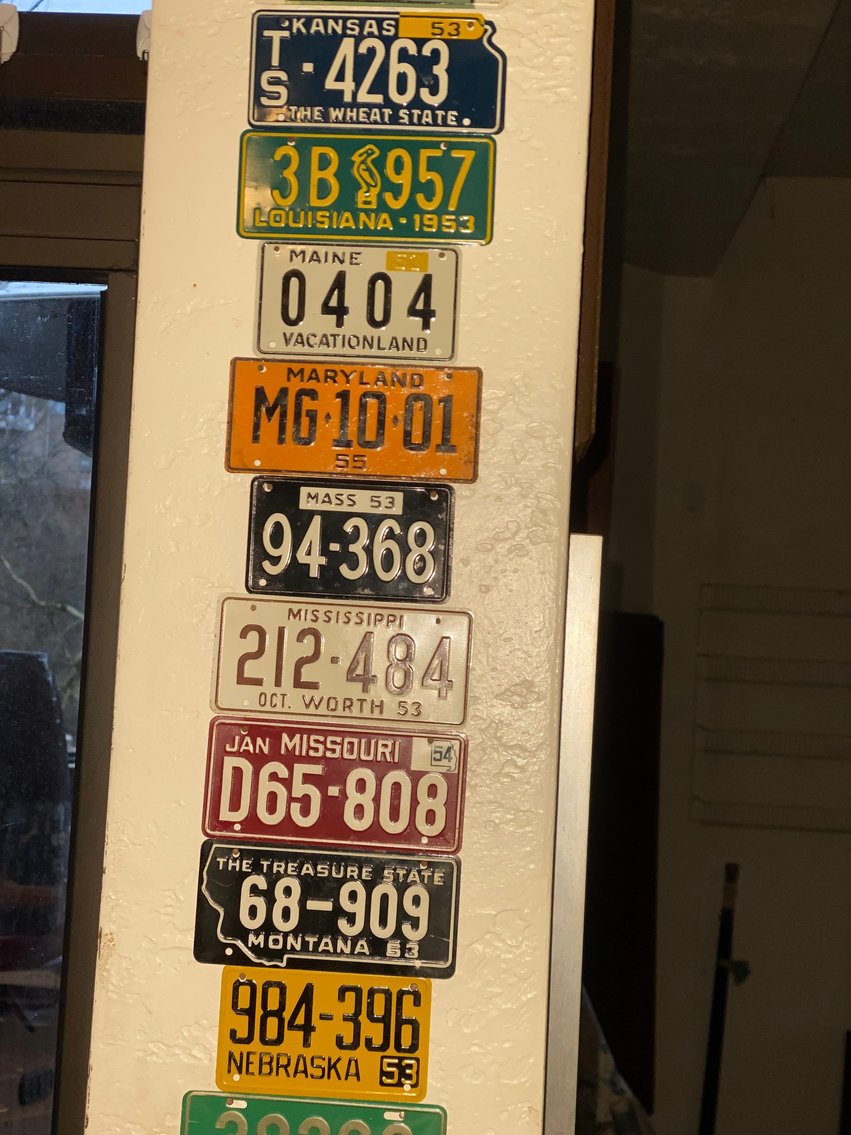 KANSAS 53
TS-4263
THE WHEAT STATE
3B 957
LOUISIANA · 1953
MAINE
0404
VACATIONLAND
MARYLAND
MG·10·01
55
MASS 53
94-368
MISSISSIPPI
212-484
OCT. WORTH 53
JAN MISSOURI 54
D65-808
THE TREASURE STATE
68-909
MONTANA 53
984-396
NEBRASKA 53